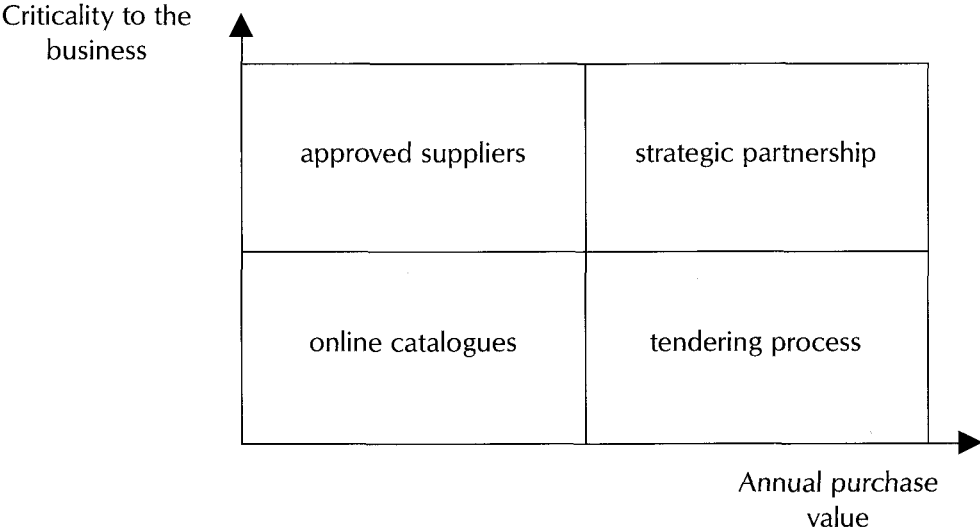 Criticality to the
business
approved suppliers
strategic partnership
online catalogues
tendering process
Annual purchase
value